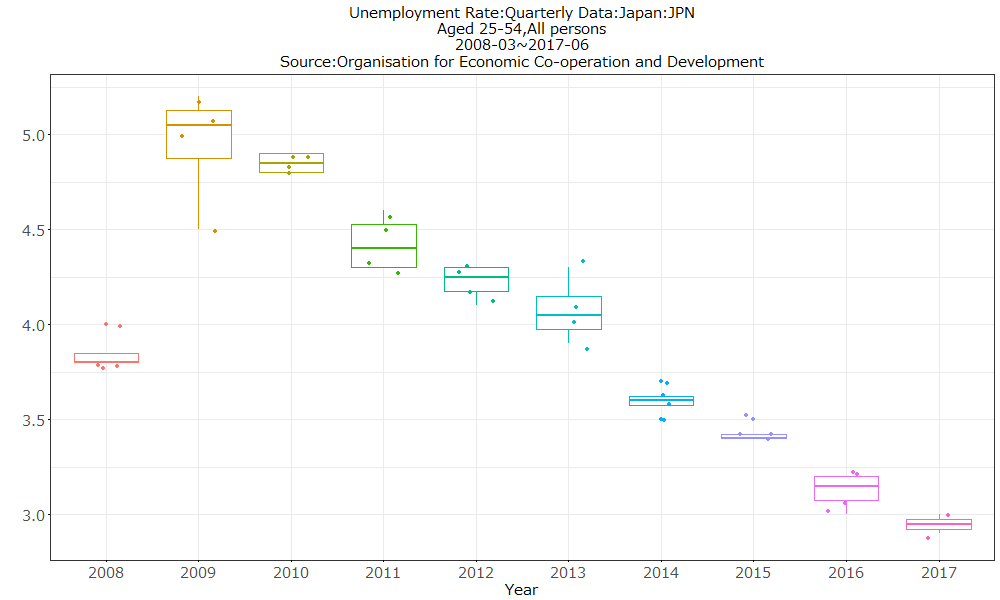 Unemployment Rate:Quarterly Data:Japan:JPN
Aged 25-54,All persons
2008-03~2017-06
Source:Organisation for Economic Co-operation and Development
5.0
4.5
4.0
3.5
3.0
2008 2009 2010 2011 2012 2013 2014 2015 2016 2017
Year